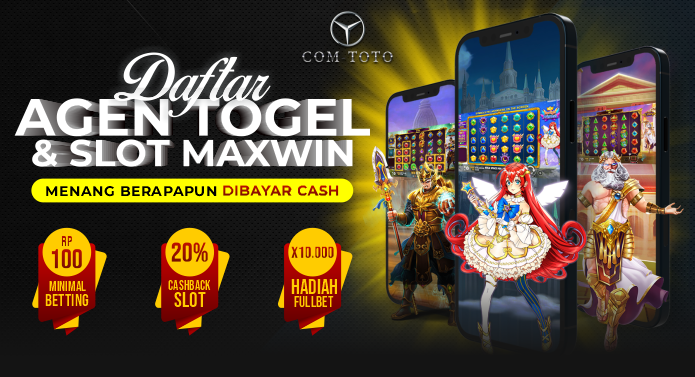 COM TOTO
Daftar
AGEN TOGEL
& SLOT MAXWIN
MENANG BERAPAPUN DIBAYAR CASH
RP
100
MINIMAL
BETTING
20%
CASHBACK
SLOT
X10.000
HADIAH
FULLBET